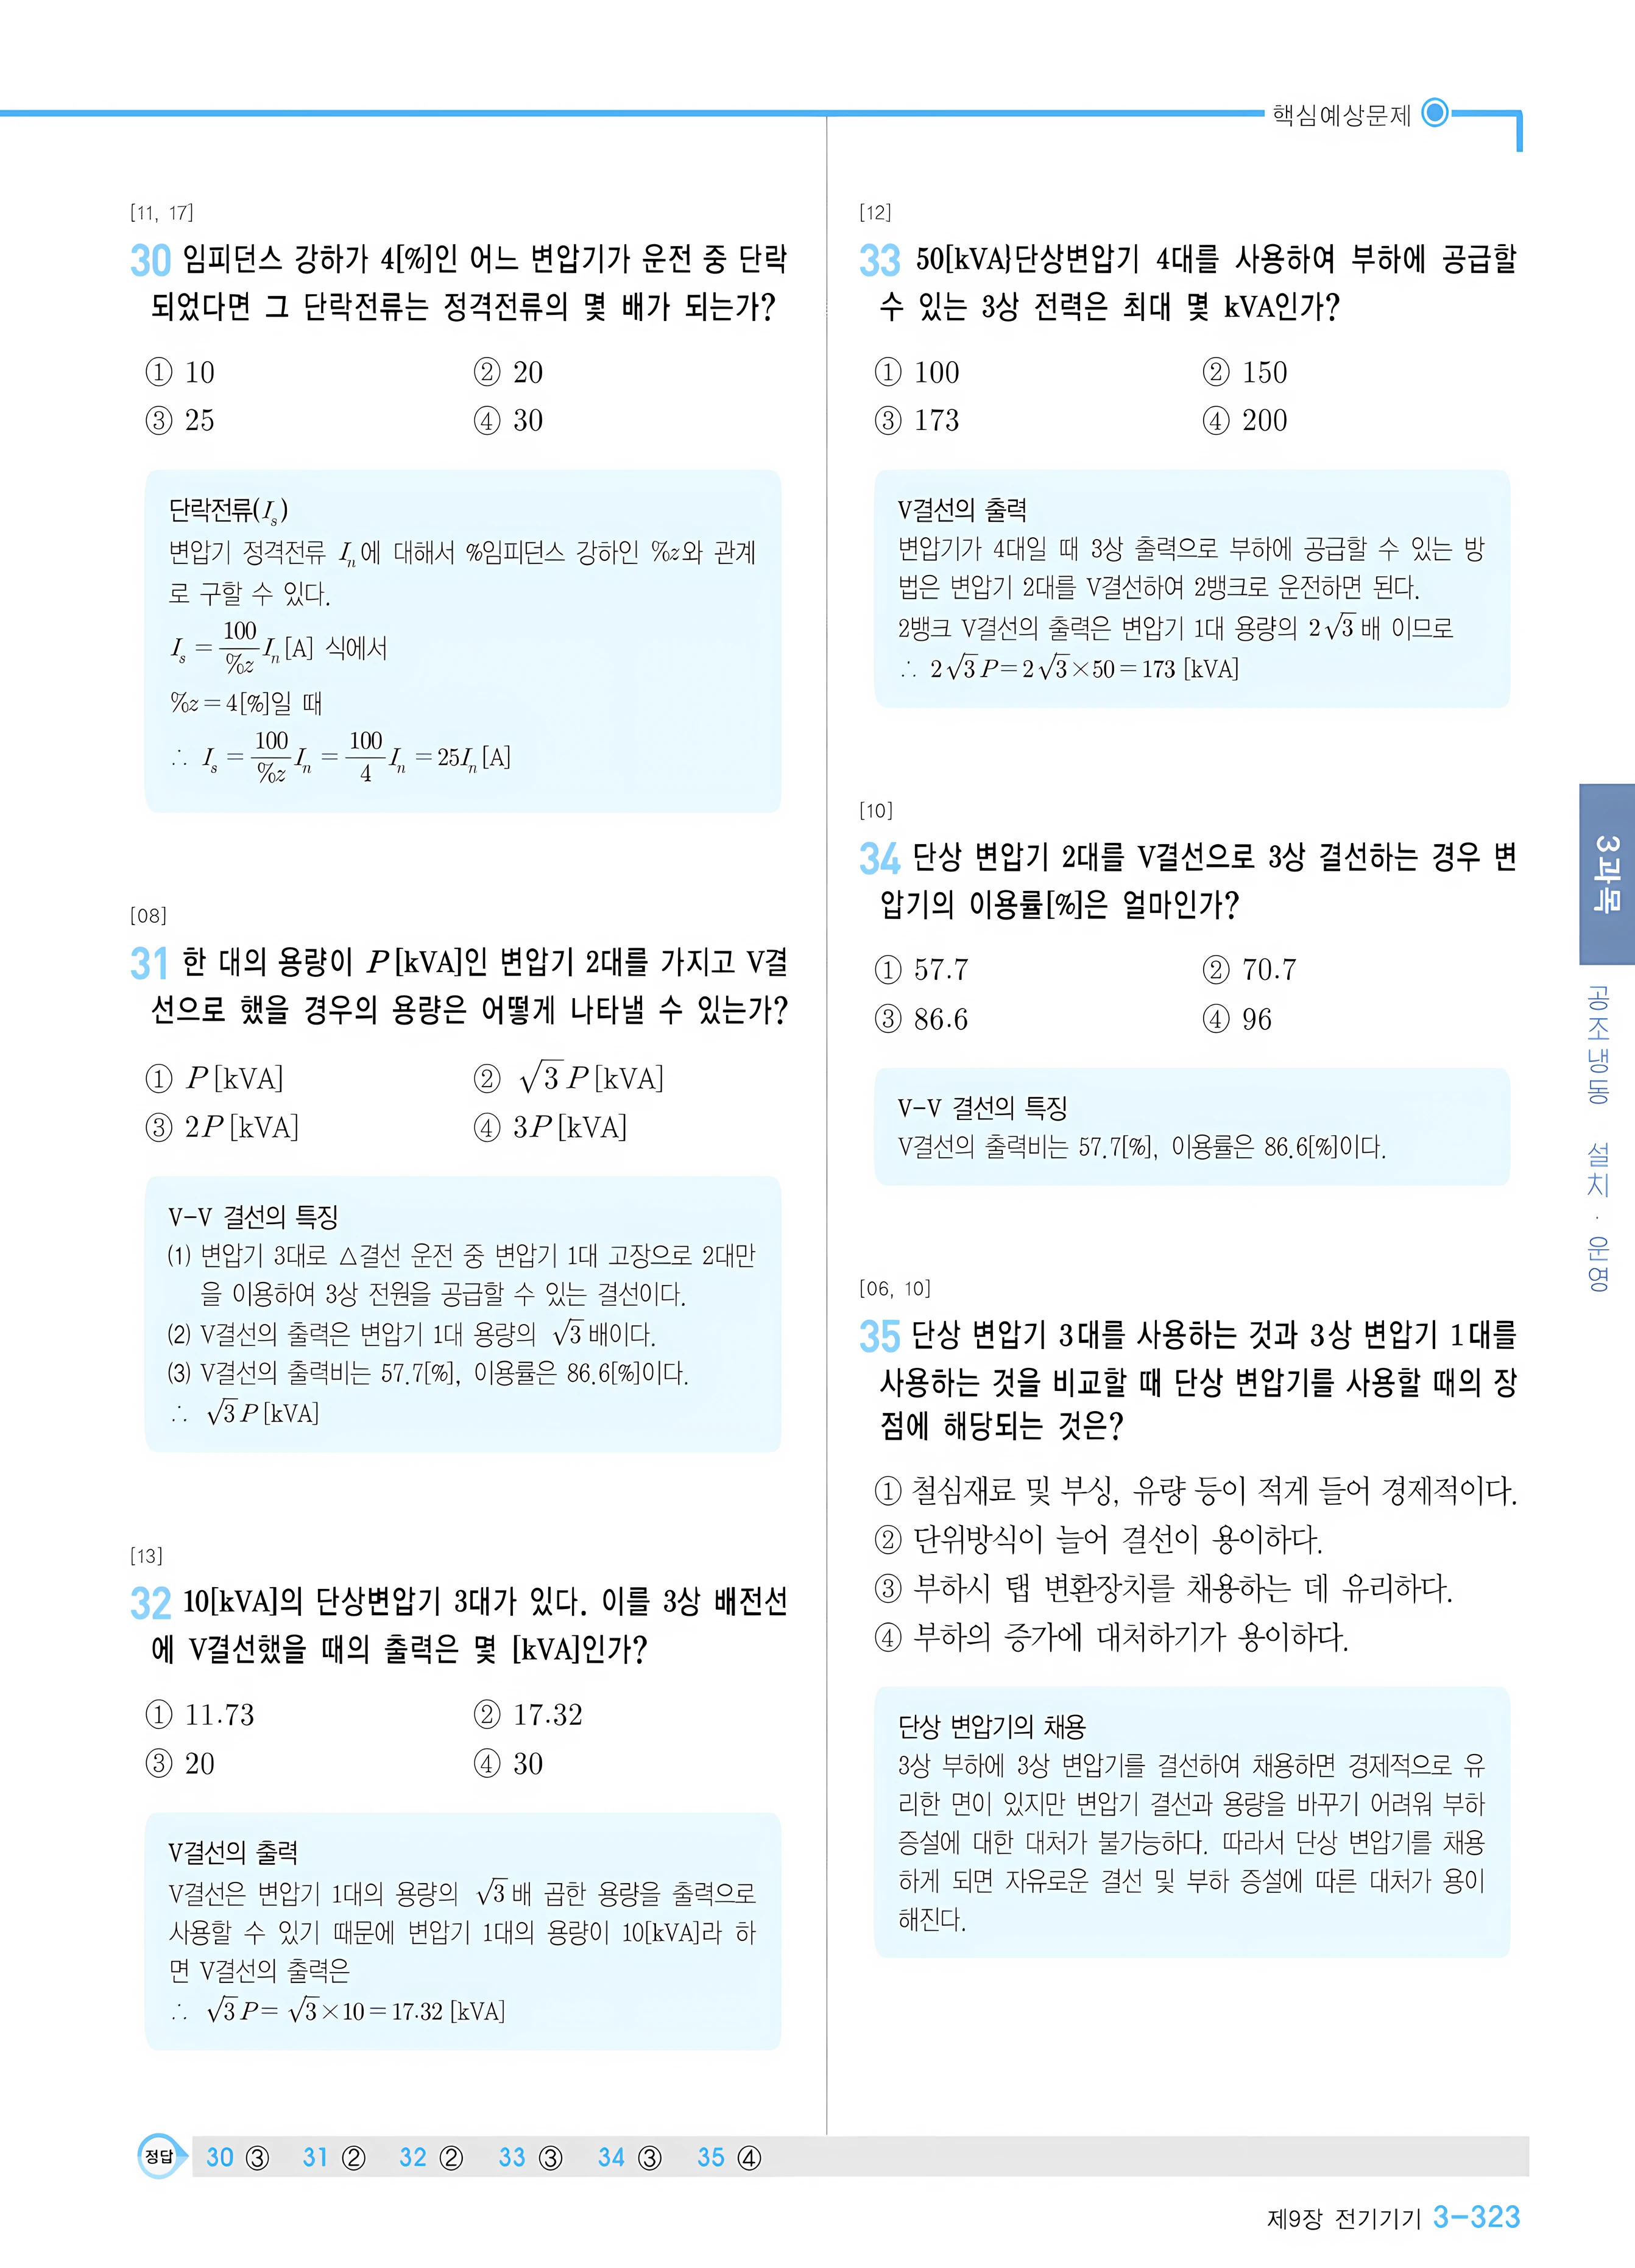 핵심예상문제
[11, 17]
30 임피던스 강하가 4[%]인 어느 변압기가 운전 중 단락
되었다면 그 단락전류는 정격전류의 몇 배가 되는가?
① 10 ② 20
③ 25 ④ 30
단락전류(Iₛ)
변압기 정격전류 Iₙ에 대해서 %임피던스 강하인 %z와 관계
로 구할 수 있다.
Iₛ = 100/%z Iₙ[A] 식에서
%z = 4[%]일 때
∴ Iₛ = 100/%z Iₙ = 100/4 Iₙ = 25Iₙ[A]
[08]
31 한 대의 용량이 P[kVA]인 변압기 2대를 가지고 V결
선으로 했을 경우의 용량은 어떻게 나타낼 수 있는가?
① P[kVA] ② √3P[kVA]
③ 2P[kVA] ④ 3P[kVA]
V-V 결선의 특징
(1) 변압기 3대로 △결선 운전 중 변압기 1대 고장으로 2대만
을 이용하여 3상 전원을 공급할 수 있는 결선이다.
(2) V결선의 출력은 변압기 1대 용량의 √3배이다.
(3) V결선의 출력비는 57.7[%], 이용률은 86.6[%]이다.
∴ √3P[kVA]
[13]
32 10[kVA]의 단상변압기 3대가 있다. 이를 3상 배전선
에 V결선했을 때의 출력은 몇 [kVA]인가?
① 11.73 ② 17.32
③ 20 ④ 30
V결선의 출력
V결선은 변압기 1대의 용량의 √3배 곱한 용량을 출력으로
사용할 수 있기 때문에 변압기 1대의 용량이 10[kVA]라 하
면 V결선의 출력은
∴ √3P = √3×10 = 17.32 [kVA]
[12]
33 50[kVA}단상변압기 4대를 사용하여 부하에 공급할
수 있는 3상 전력은 최대 몇 kVA인가?
① 100 ② 150
③ 173 ④ 200
V결선의 출력
변압기가 4대일 때 3상 출력으로 부하에 공급할 수 있는 방
법은 변압기 2대를 V결선하여 2뱅크로 운전하면 된다.
2뱅크 V결선의 출력은 변압기 1대 용량의 2√3배 이므로
∴ 2√3P = 2√3×50 = 173 [kVA]
[10]
34 단상 변압기 2대를 V결선으로 3상 결선하는 경우 변
압기의 이용률[%]은 얼마인가?
① 57.7 ② 70.7
③ 86.6 ④ 96
V-V 결선의 특징
V결선의 출력비는 57.7[%], 이용률은 86.6[%]이다.
[06, 10]
35 단상 변압기 3대를 사용하는 것과 3상 변압기 1대를
사용하는 것을 비교할 때 단상 변압기를 사용할 때의 장
점에 해당되는 것은?
① 철심재료 및 부싱, 유량 등이 적게 들어 경제적이다.
② 단위방식이 늘어 결선이 용이하다.
③ 부하시 탭 변환장치를 채용하는 데 유리하다.
④ 부하의 증가에 대처하기가 용이하다.
단상 변압기의 채용
3상 부하에 3상 변압기를 결선하여 채용하면 경제적으로 유
리한 면이 있지만 변압기 결선과 용량을 바꾸기 어려워 부하
증설에 대한 대처가 불가능하다. 따라서 단상 변압기를 채용
하게 되면 자유로운 결선 및 부하 증설에 따른 대처가 용이
해진다.
3과목
공조냉동 설치·운영
정답 30 ③ 31 ② 32 ② 33 ③ 34 ③ 35 ④
제9장 전기기기 3-323